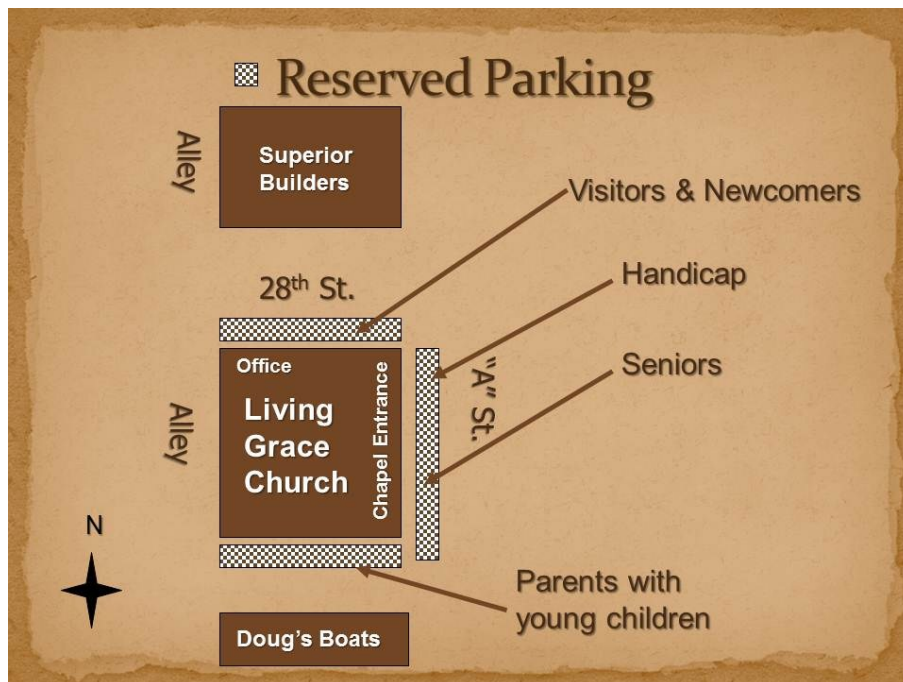 Reserved Parking
Alley
Superior
Builders
Visitors & Newcomers
28th St.
Handicap
Office
Living
Grace
Church
Chapel Entrance
"A" St.
Seniors
Alley
N
Parents with
young children
Doug's Boats